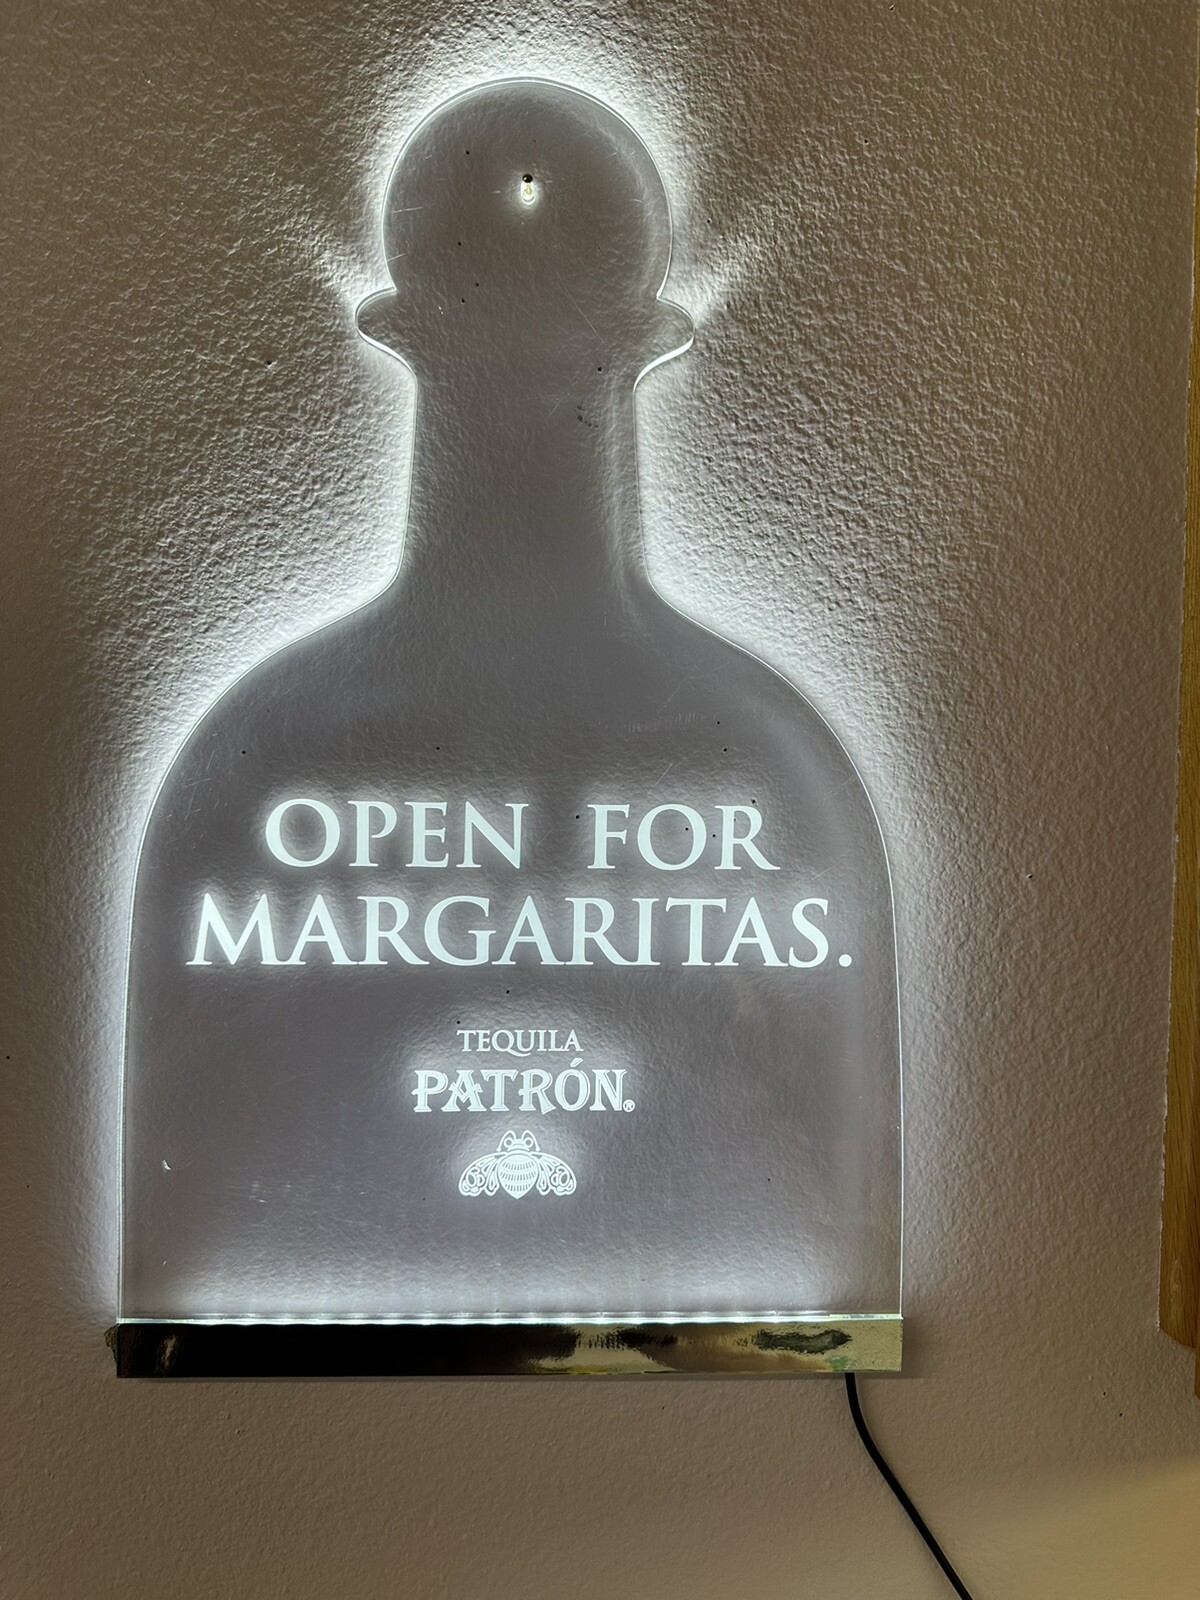 OPEN FOR
MARGARITAS.
TEQUILA
PATRÓN®